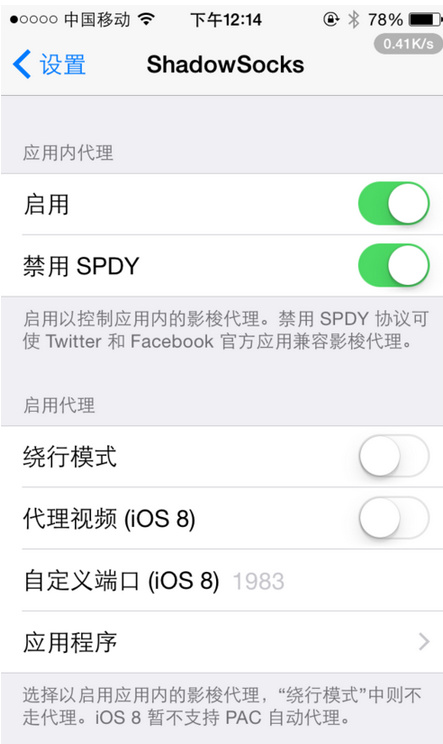 中国移动 下午12:14 78%
0.41K/s
设置 ShadowSocks
应用内代理
启用
禁用 SPDY
启用以控制应用内的影梭代理。禁用 SPDY 协议可
使 Twitter 和 Facebook 官方应用兼容影梭代理。
启用代理
绕行模式
代理视频 (iOS 8)
自定义端口 (iOS 8) 1983
应用程序
选择以启用应用内的影梭代理，“绕行模式”中则不
走代理。iOS 8 暂不支持 PAC 自动代理。